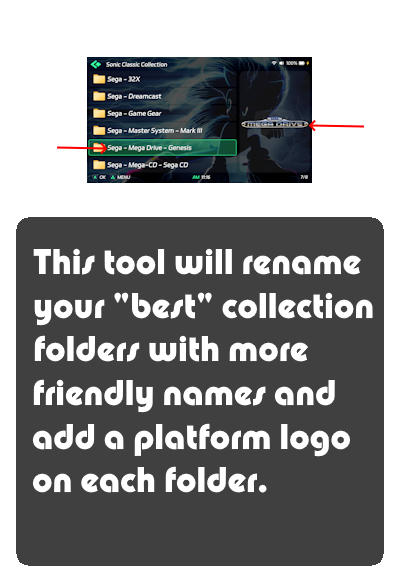 Sonic Classic Collection 100%
Sega - 32X
Sega - Dreamcast
Sega - Game Gear
Sega - Master System - Mark III
Sega - Mega Drive - Genesis
MEGA DRIVE
Sega - Mega-CD - Sega CD
A OK MENU AM 11:16 7/8
This tool will rename
your "best" collection
folders with more
friendly names and
add a platform logo
on each folder.